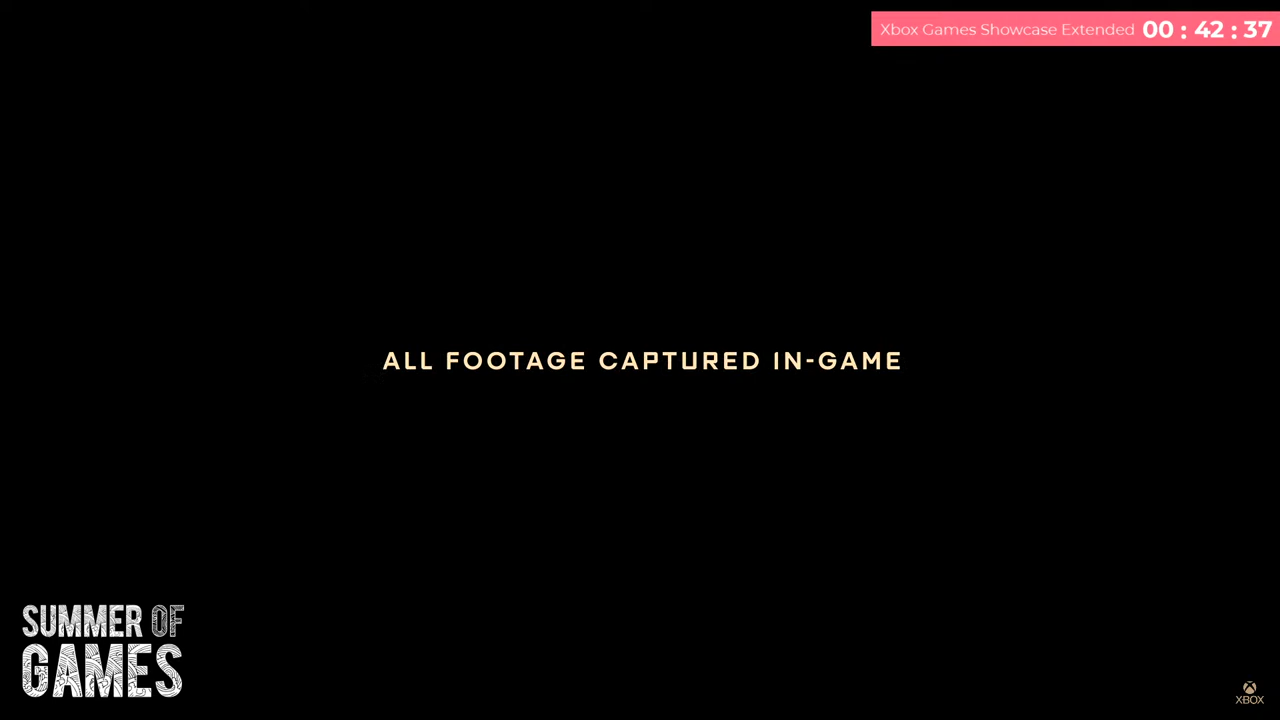 Xbox Games Showcase Extended 00 : 42 : 37
ALL FOOTAGE CAPTURED IN-GAME
SUMMER OF
GAMES
XBOX